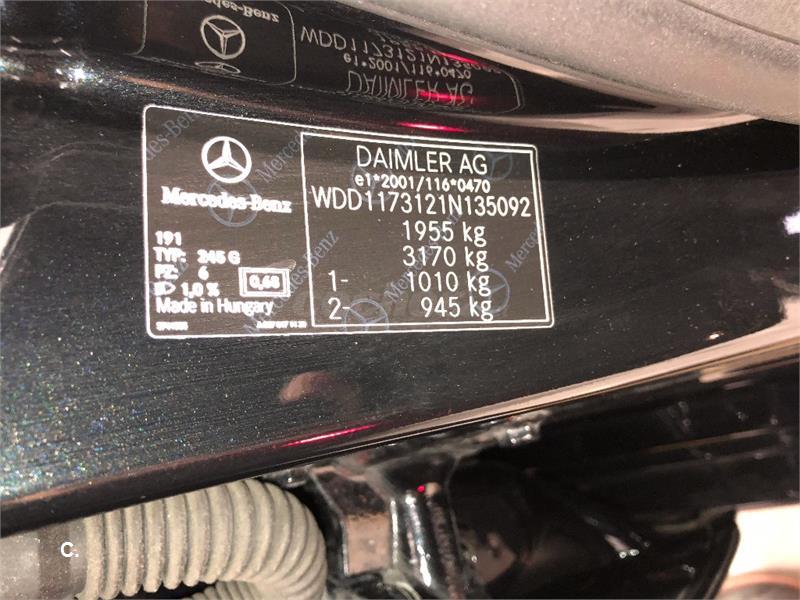 Mercedes-Benz
191
TYP: 245 G
FZ: 6
1,0 %
0,68
Made in Hungary
DAIMLER AG
e1*2001/116*0470
WDD1173121N135092
1955 kg
3170 kg
1- 1010 kg
2- 945 kg
C.